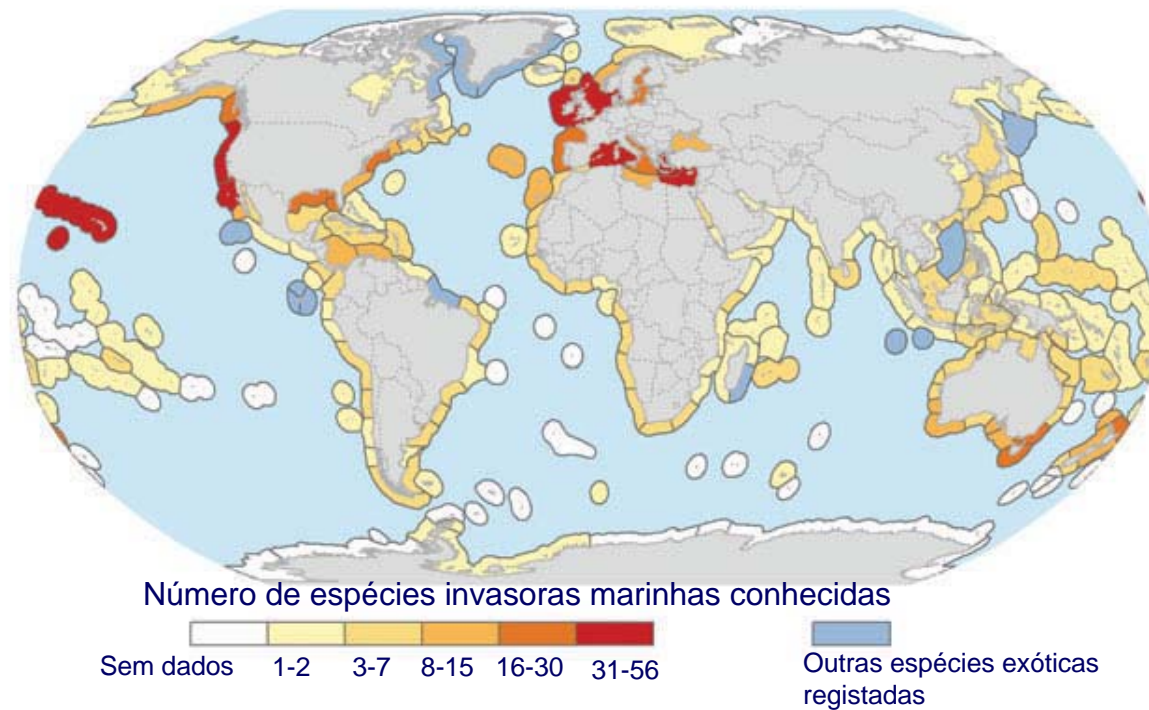 Número de espécies invasoras marinhas conhecidas
Sem dados 1-2 3-7 8-15 16-30 31-56
Outras espécies exóticas
registadas